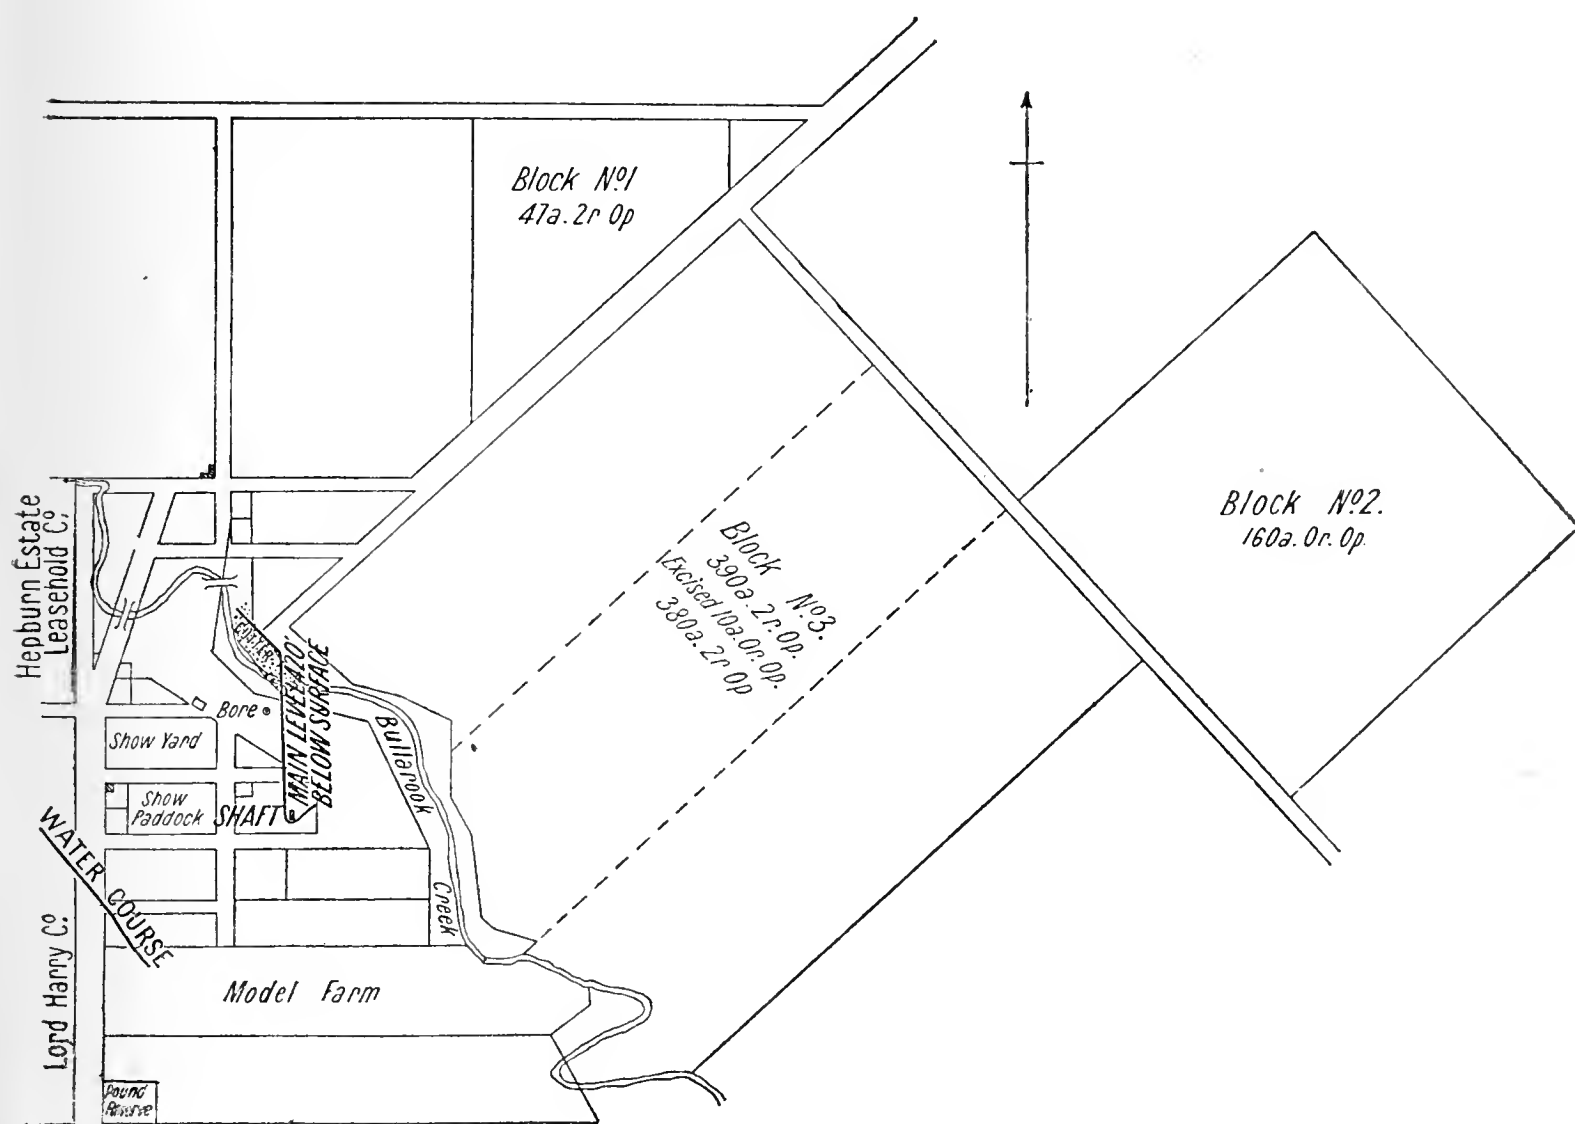 Block Nº1
47a.2r 0p
Block Nº2.
160a.0r.0p.
Block Nº3.
390a.2r.0p.
Excised 10a.0r.0p.
380a.2r 0p
Hepburn Estate
Leasehold Cº.
MAIN LEVEL 420'
BELOW SURFACE
Bore
Bullarook
Creek
Show Yard
Show
Paddock
SHAFT
WATER COURSE
Lord Harry Cº.
Model Farm
Pound
Reserve